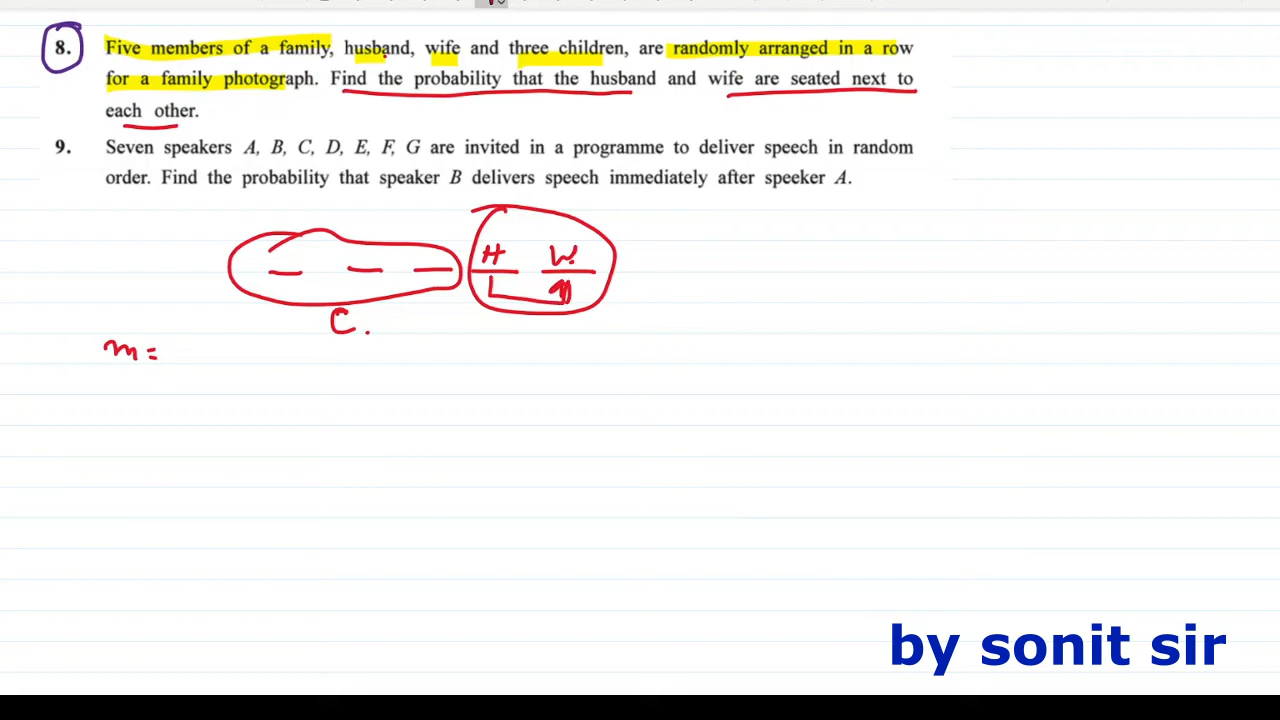 8. Five members of a family, husband, wife and three children, are randomly arranged in a row
for a family photograph. Find the probability that the husband and wife are seated next to
each other.
9. Seven speakers A, B, C, D, E, F, G are invited in a programme to deliver speech in random
order. Find the probability that speaker B delivers speech immediately after speeker A.
H W
C.
m=
by sonit sir